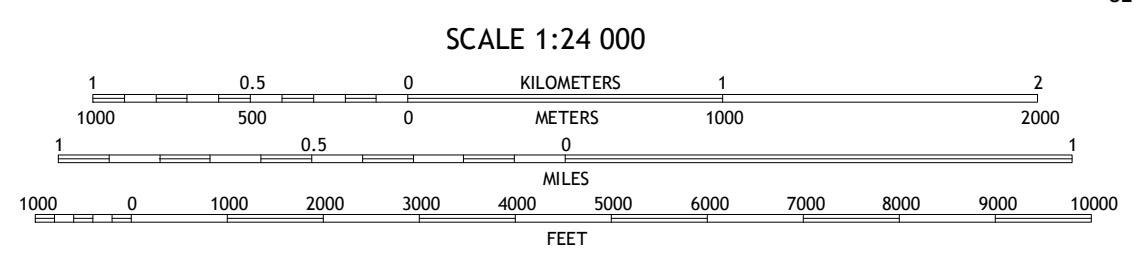 SCALE 1:24 000
1 0.5 0 KILOMETERS 1 2
1000 500 0 METERS 1000 2000
1 0.5 0 1
MILES
1000 0 1000 2000 3000 4000 5000 6000 7000 8000 9000 10000
FEET